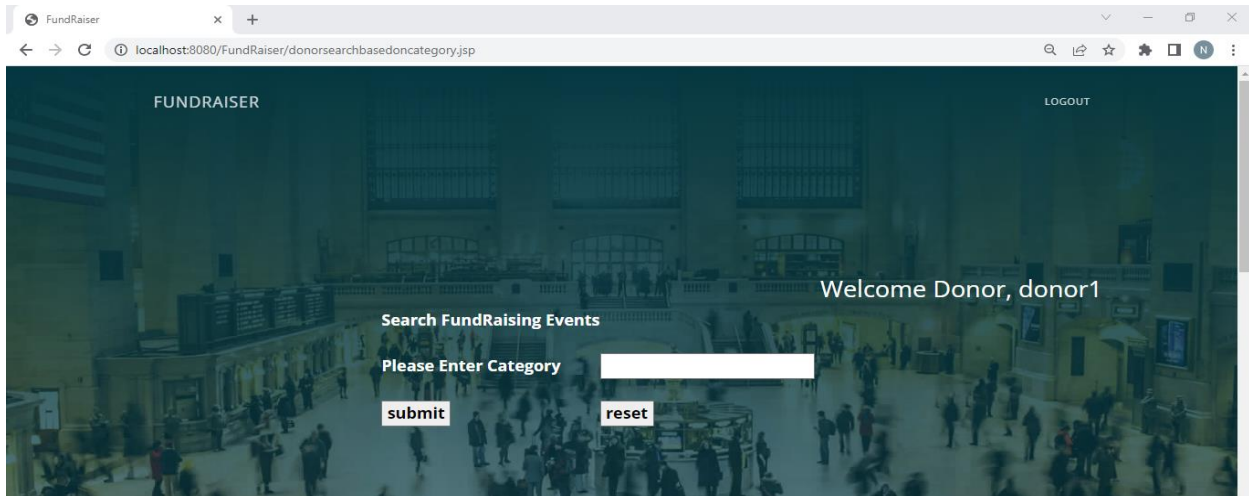 FundRaiser
localhost:8080/FundRaiser/donorsearchbasedoncategory.jsp
N
FUNDRAISER LOGOUT
Welcome Donor, donor1
Search FundRaising Events
Please Enter Category
submit reset